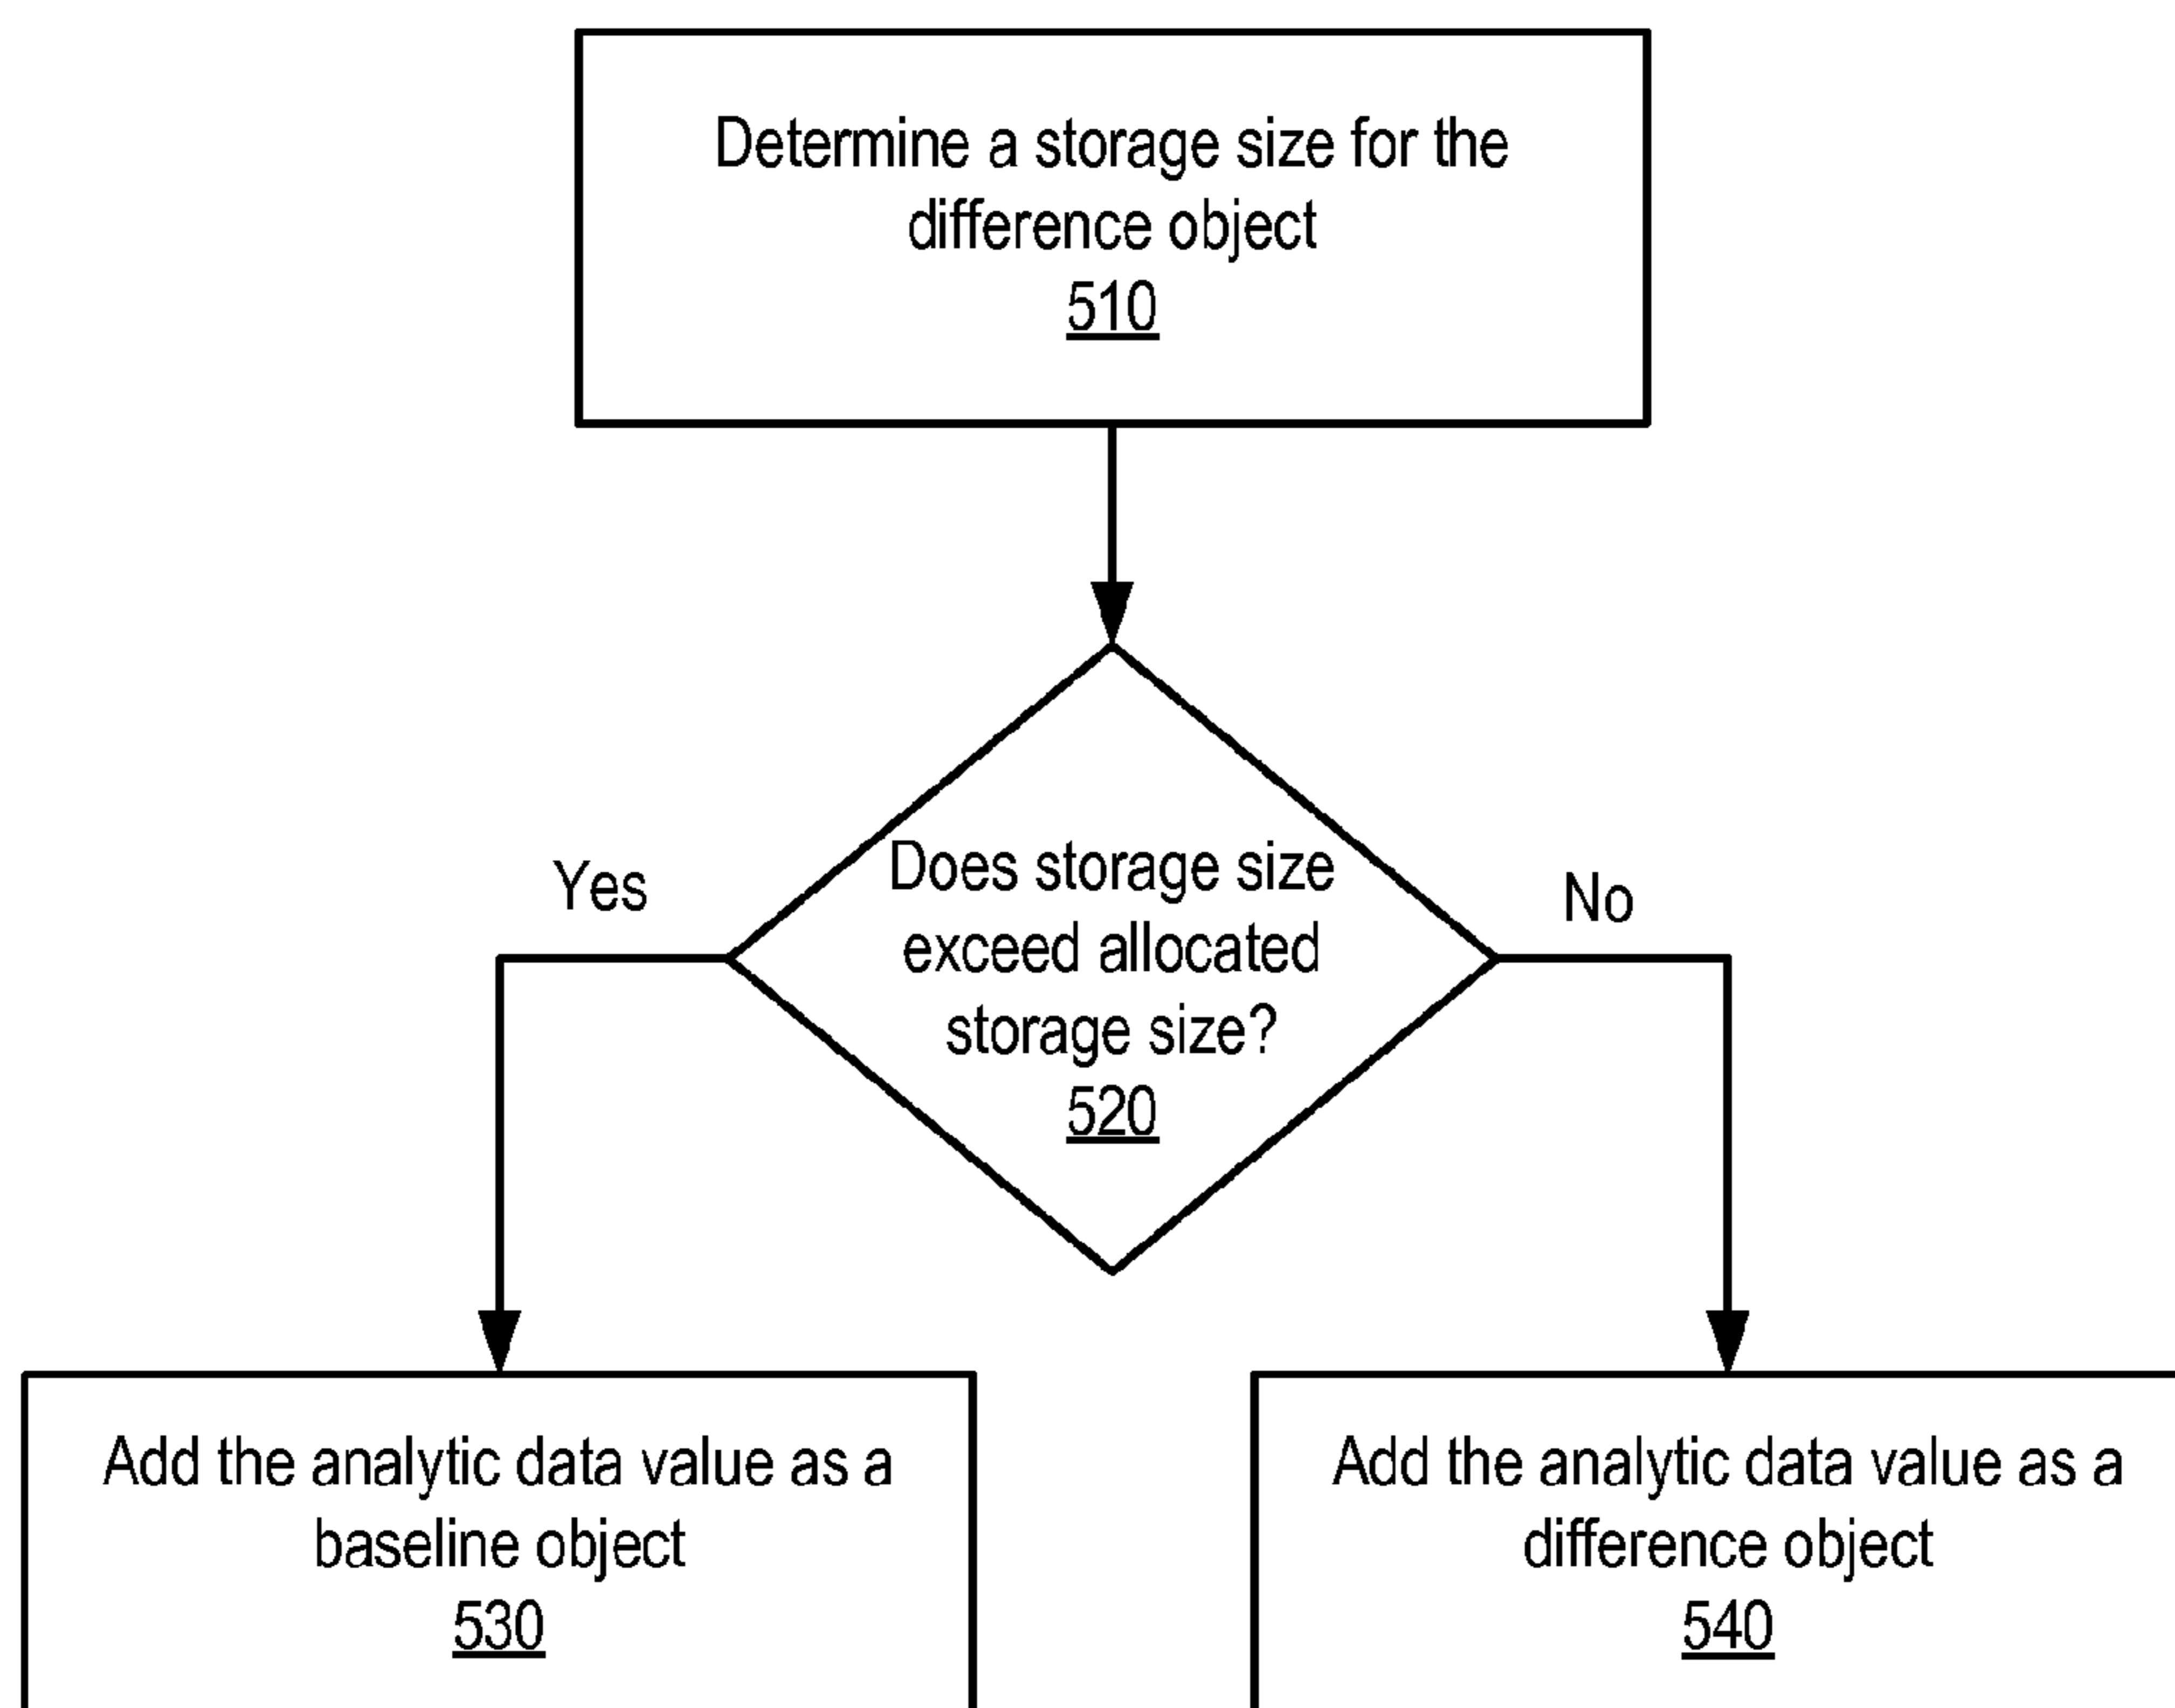 Determine a storage size for the
difference object
510
Yes
Does storage size
exceed allocated
storage size?
520
No
Add the analytic data value as a
baseline object
530
Add the analytic data value as a
difference object
540